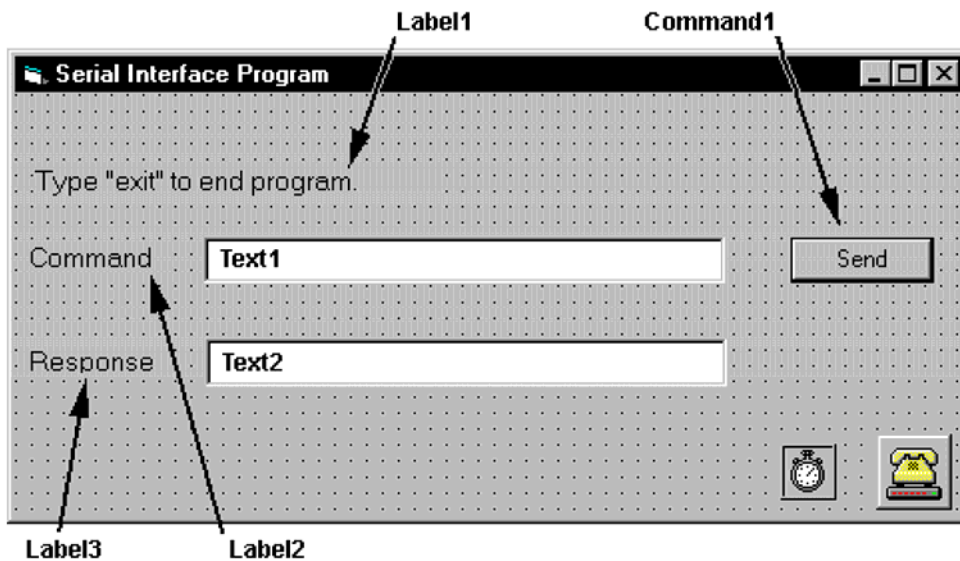 Label1 Command1
Serial Interface Program
Type "exit" to end program.
Command Text1 Send
Response Text2
Label3 Label2